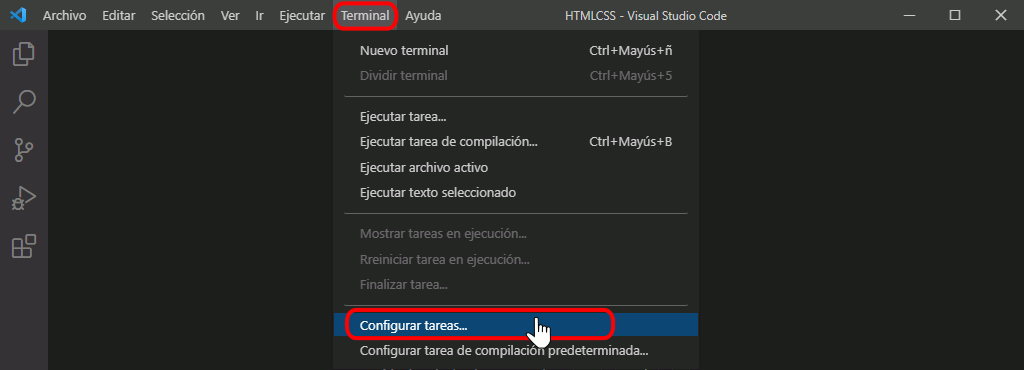 Archivo Editar Selección Ver Ir Ejecutar Terminal Ayuda HTMLCSS - Visual Studio Code
Nuevo terminal Ctrl+Mayús+ñ
Dividir terminal Ctrl+Mayús+5
Ejecutar tarea...
Ejecutar tarea de compilación... Ctrl+Mayús+B
Ejecutar archivo activo
Ejecutar texto seleccionado
Mostrar tareas en ejecución...
Rreiniciar tarea en ejecución...
Finalizar tarea...
Configurar tareas...
Configurar tarea de compilación predeterminada...